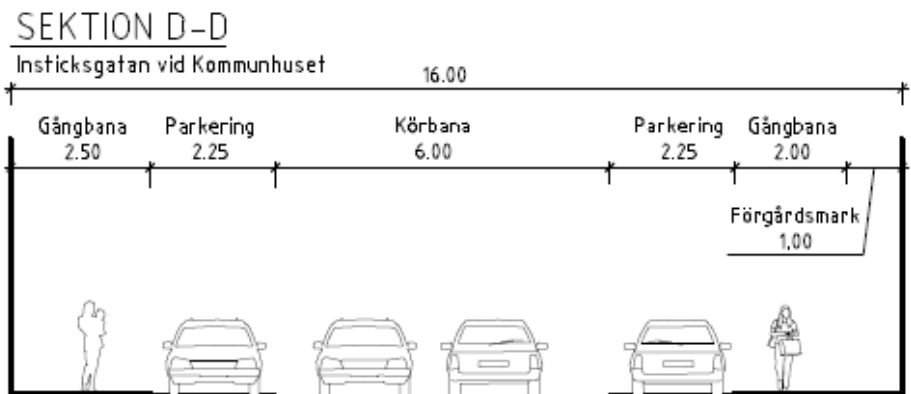 SEKTION D-D
Insticksgatan vid Kommunhuset
16.00
Gångbana Parkering Körbana Parkering Gångbana
2.50 2.25 6.00 2.25 2.00
Förgårdsmark
1,00